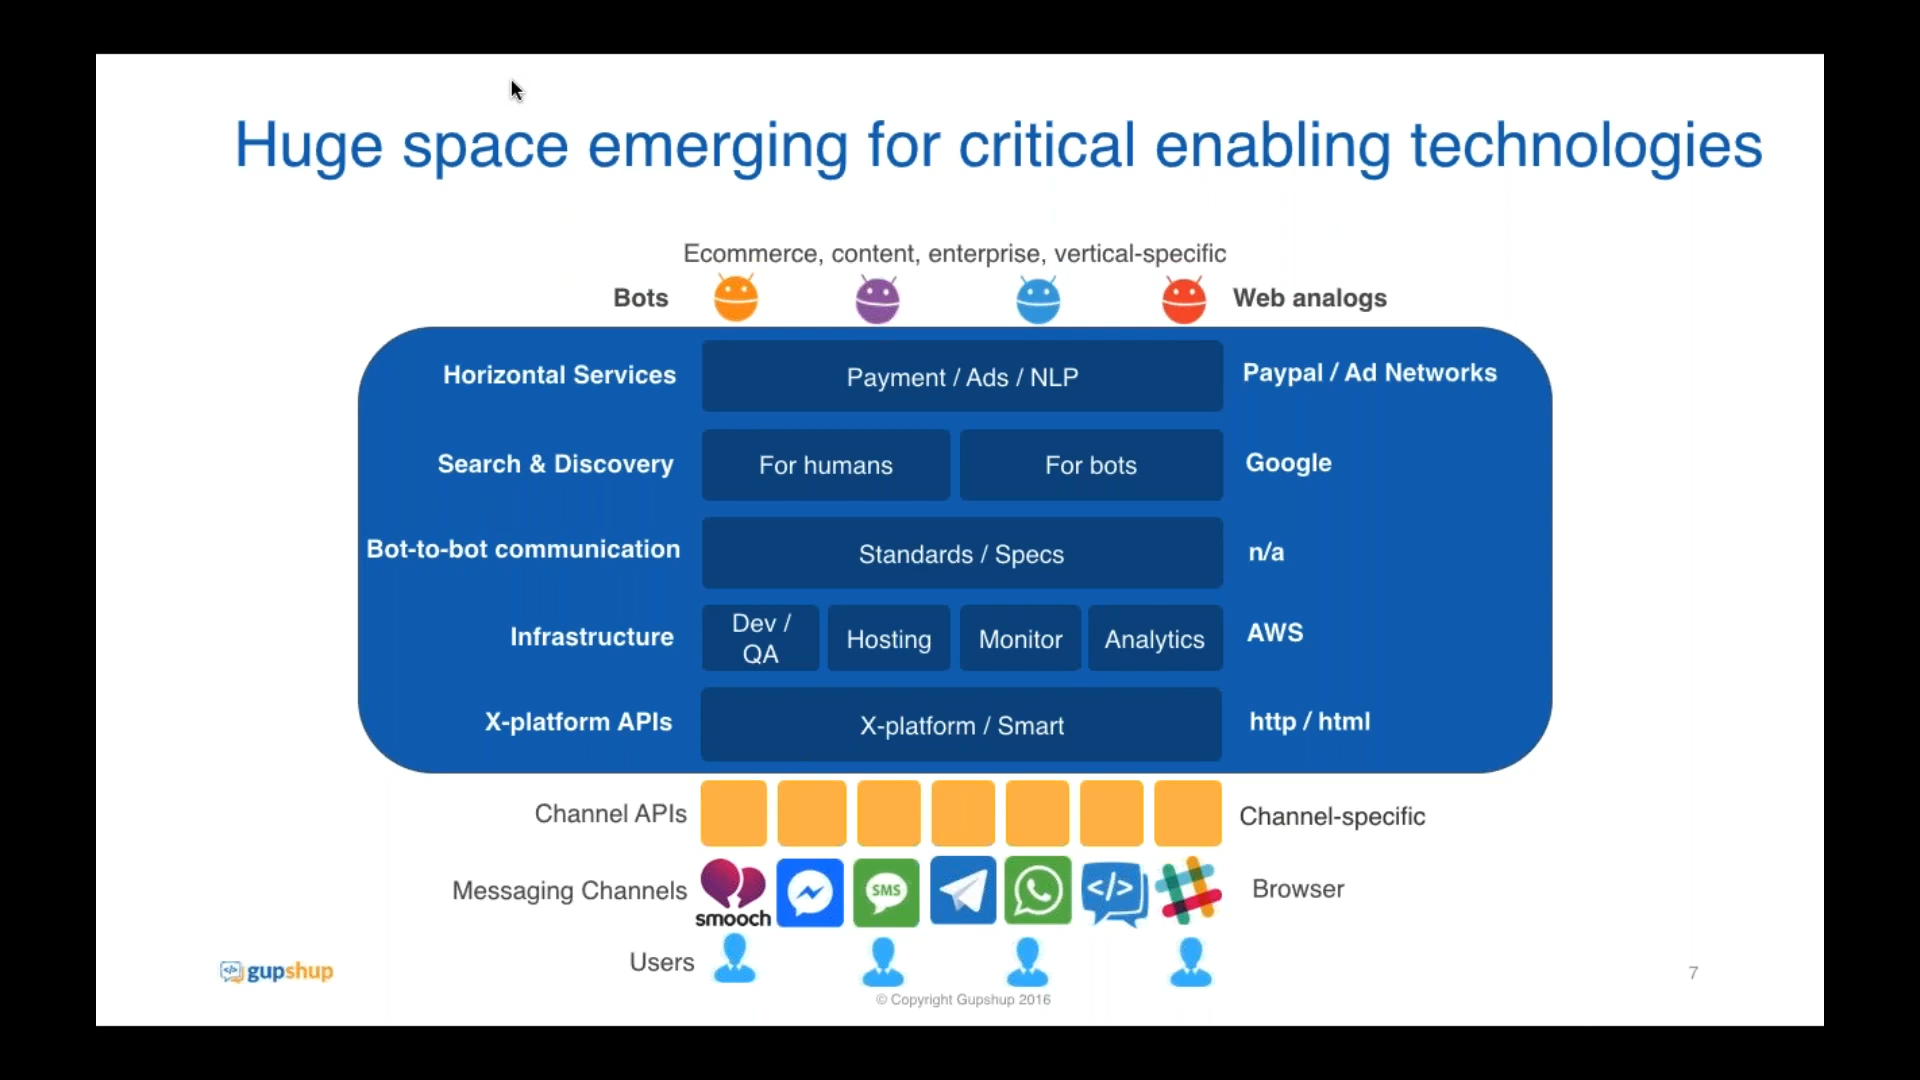 Huge space emerging for critical enabling technologies
Ecommerce, content, enterprise, vertical-specific
Bots
Web analogs
Horizontal Services
Payment / Ads / NLP
Paypal / Ad Networks
Search & Discovery
For humans
For bots
Google
Bot-to-bot communication
Standards / Specs
n/a
Infrastructure
Dev /
QA
Hosting
Monitor
Analytics
AWS
X-platform APIs
X-platform / Smart
http / html
Channel APIs
Channel-specific
Messaging Channels
smooch
SMS
</>
Browser
Users
</> gupshup
© Copyright Gupshup 2016
7